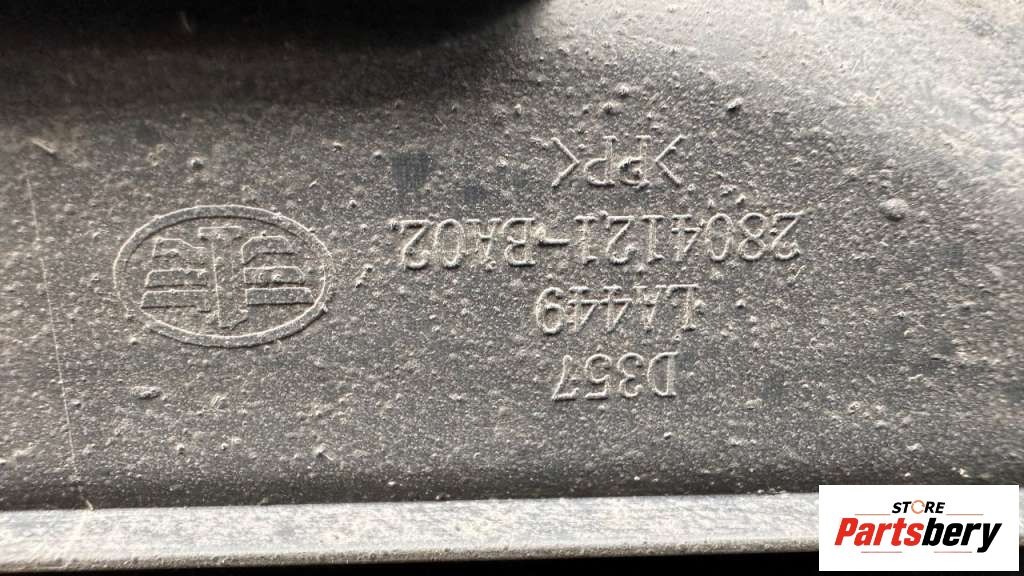 D357
LA449
2804121-BA02
>PP<
STORE
Partsbery